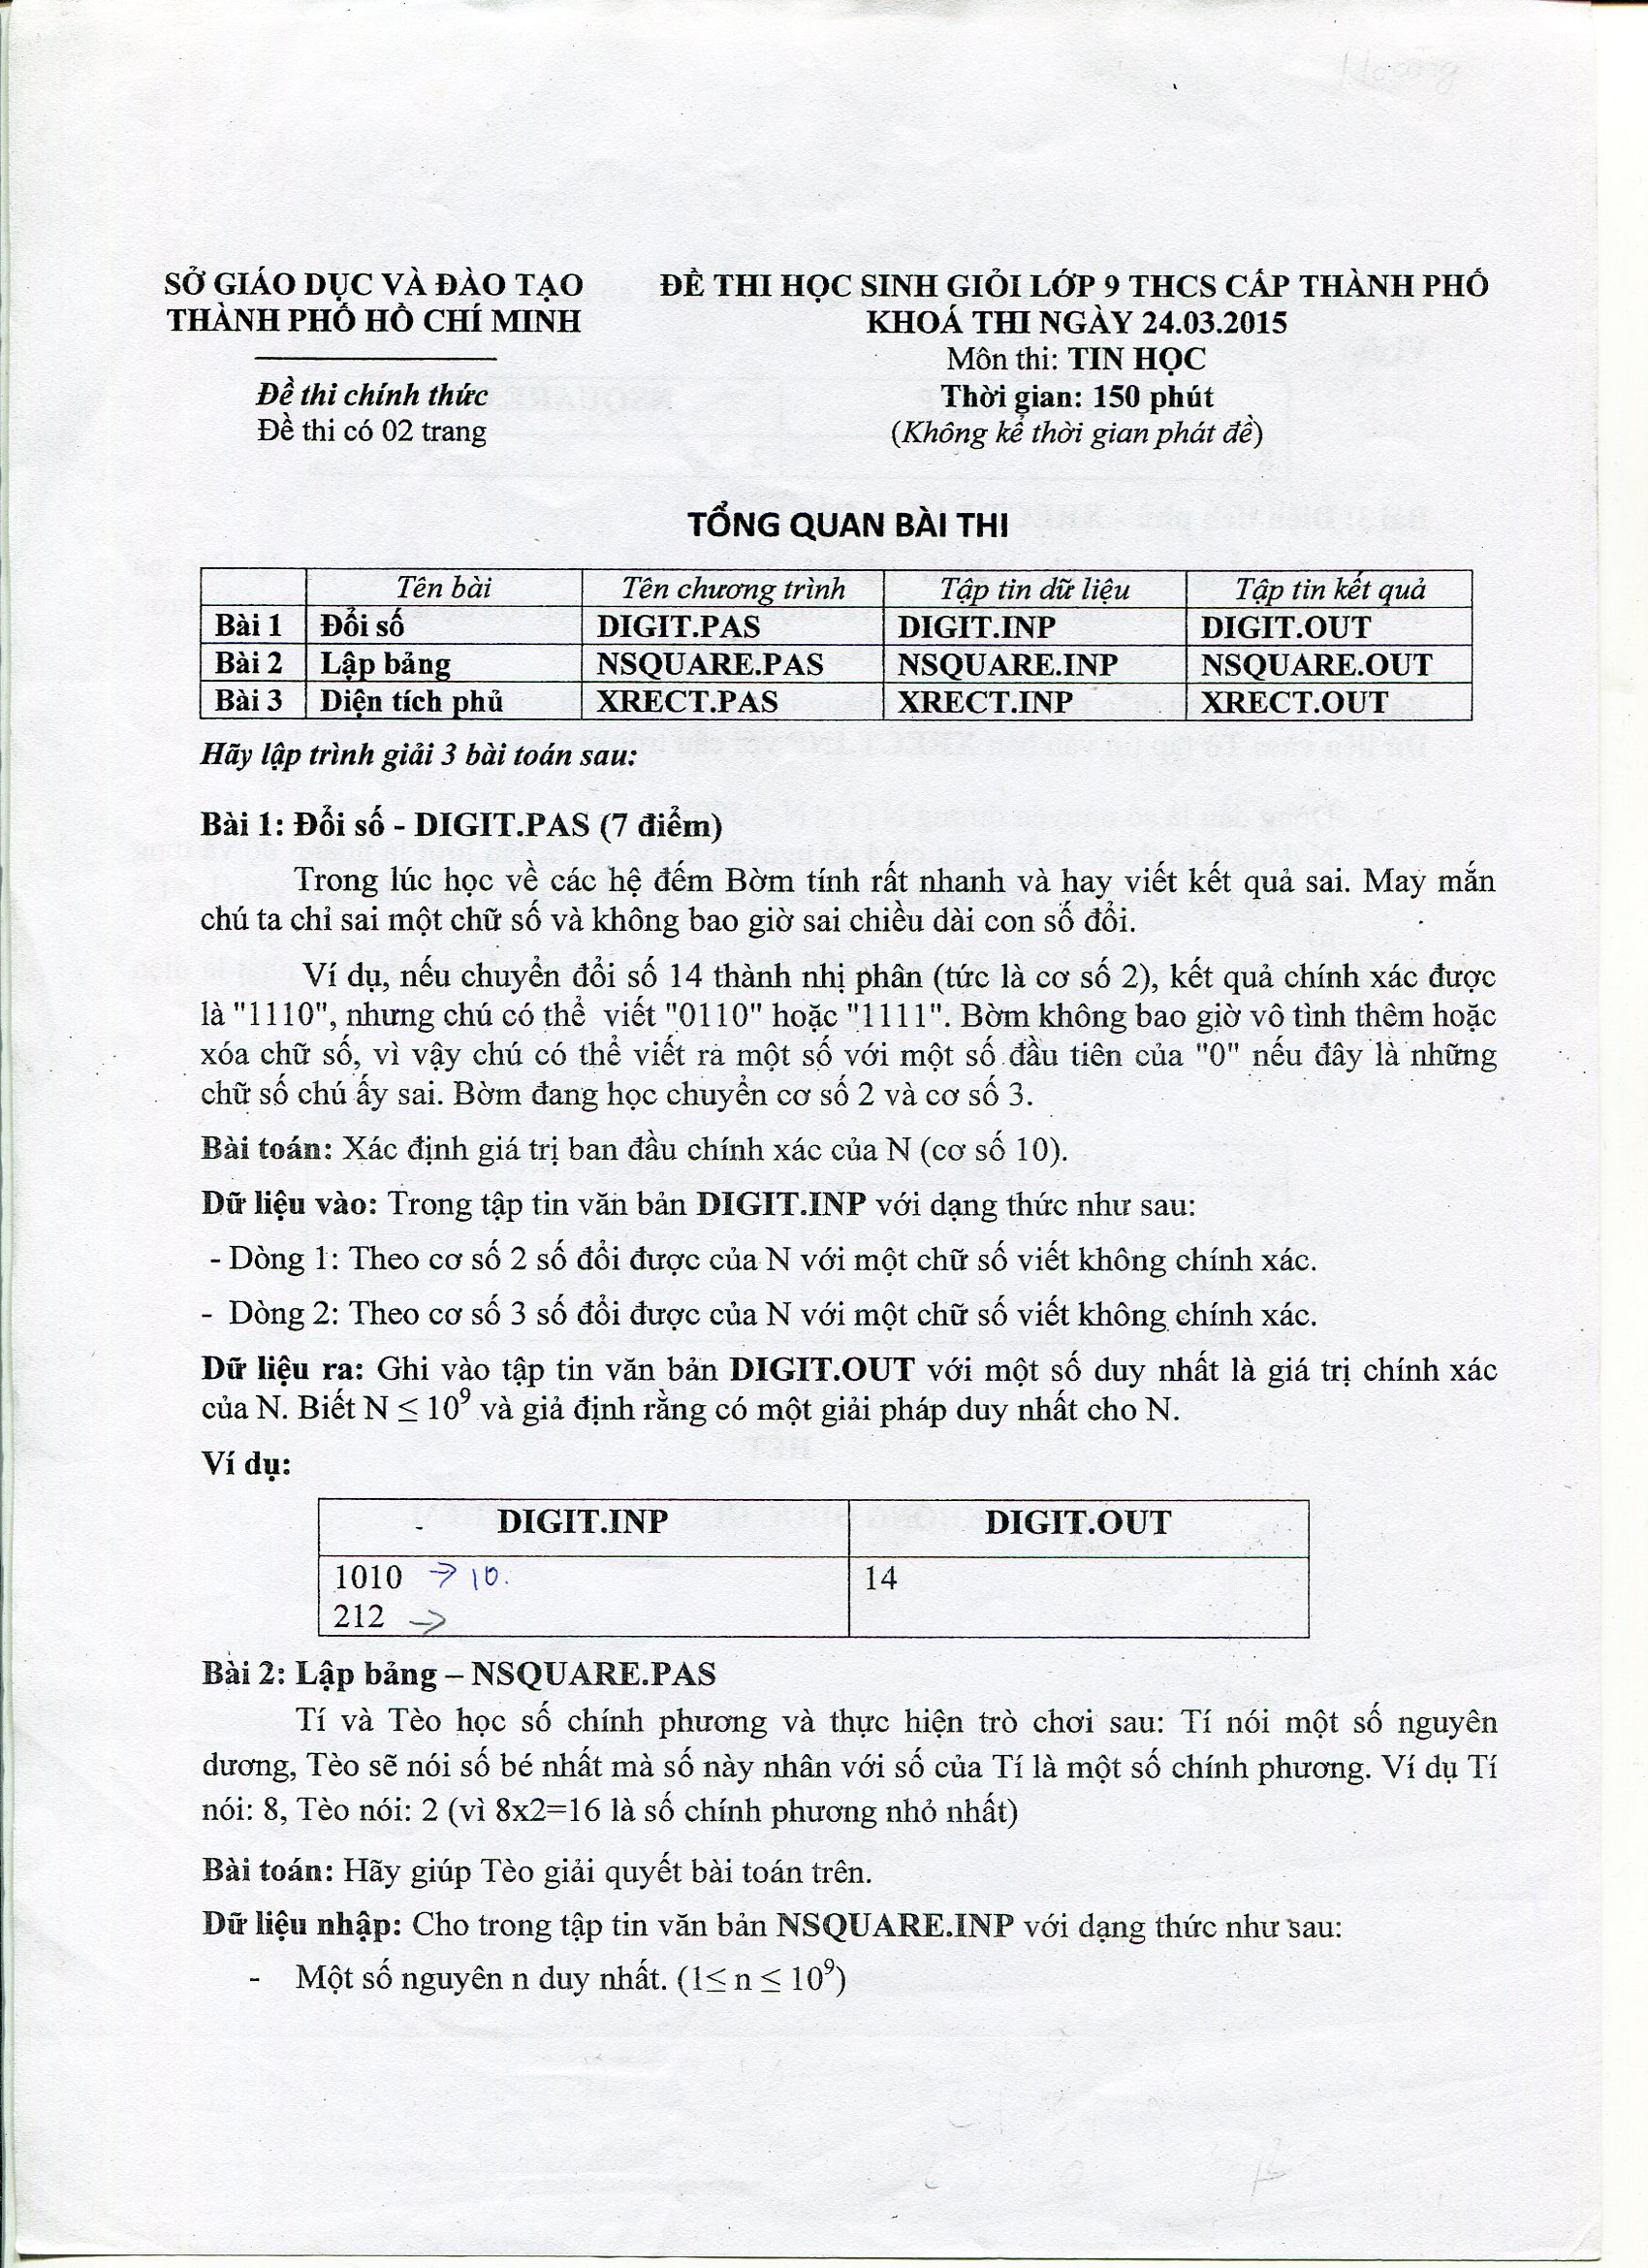 SỞ GIÁO DỤC VÀ ĐÀO TẠO
THÀNH PHỐ HỒ CHÍ MINH
Đề thi chính thức
Đề thi có 02 trang
ĐỀ THI HỌC SINH GIỎI LỚP 9 THCS CẤP THÀNH PHỐ
KHOÁ THI NGÀY 24.03.2015
Môn thi: TIN HỌC
Thời gian: 150 phút
(Không kể thời gian phát đề)
TỔNG QUAN BÀI THI
Tên bài Tên chương trình Tập tin dữ liệu Tập tin kết quả
Bài 1 Đổi số DIGIT.PAS DIGIT.INP DIGIT.OUT
Bài 2 Lập bảng NSQUARE.PAS NSQUARE.INP NSQUARE.OUT
Bài 3 Diện tích phủ XRECT.PAS XRECT.INP XRECT.OUT
Hãy lập trình giải 3 bài toán sau:
Bài 1: Đổi số - DIGIT.PAS (7 điểm)
Trong lúc học về các hệ đếm Bờm tính rất nhanh và hay viết kết quả sai. May mắn
chú ta chỉ sai một chữ số và không bao giờ sai chiều dài con số đổi.
Ví dụ, nếu chuyển đổi số 14 thành nhị phân (tức là cơ số 2), kết quả chính xác được
là "1110", nhưng chú có thể viết "0110" hoặc "1111". Bờm không bao giờ vô tình thêm hoặc
xóa chữ số, vì vậy chú có thể viết ra một số với một số đầu tiên của "0" nếu đây là những
chữ số chú ấy sai. Bờm đang học chuyển cơ số 2 và cơ số 3.
Bài toán: Xác định giá trị ban đầu chính xác của N (cơ số 10).
Dữ liệu vào: Trong tập tin văn bản DIGIT.INP với dạng thức như sau:
- Dòng 1: Theo cơ số 2 số đổi được của N với một chữ số viết không chính xác.
- Dòng 2: Theo cơ số 3 số đổi được của N với một chữ số viết không chính xác.
Dữ liệu ra: Ghi vào tập tin văn bản DIGIT.OUT với một số duy nhất là giá trị chính xác
của N. Biết N ≤ 10⁹ và giả định rằng có một giải pháp duy nhất cho N.
Ví dụ:
DIGIT.INP DIGIT.OUT
1010 → 10. 14
212 →
Bài 2: Lập bảng – NSQUARE.PAS
Tí và Tèo học số chính phương và thực hiện trò chơi sau: Tí nói một số nguyên
dương, Tèo sẽ nói số bé nhất mà số này nhân với số của Tí là một số chính phương. Ví dụ Tí
nói: 8, Tèo nói: 2 (vì 8x2=16 là số chính phương nhỏ nhất)
Bài toán: Hãy giúp Tèo giải quyết bài toán trên.
Dữ liệu nhập: Cho trong tập tin văn bản NSQUARE.INP với dạng thức như sau:
- Một số nguyên n duy nhất. (1≤ n ≤ 10⁹)